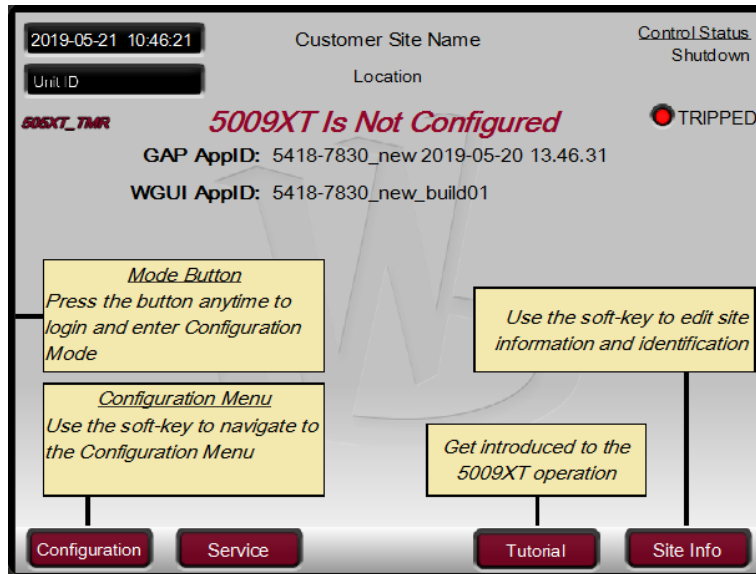 2019-05-21 10:46:21
Customer Site Name
Control Status
Shutdown
Unit ID
Location
505XT_TMR
5009XT Is Not Configured
TRIPPED
GAP AppID: 5418-7830_new 2019-05-20 13.46.31
WGUI AppID: 5418-7830_new_build01
Mode Button
Press the button anytime to
login and enter Configuration
Mode
Use the soft-key to edit site
information and identification
Configuration Menu
Use the soft-key to navigate to
the Configuration Menu
Get introduced to the
5009XT operation
Configuration
Service
Tutorial
Site Info